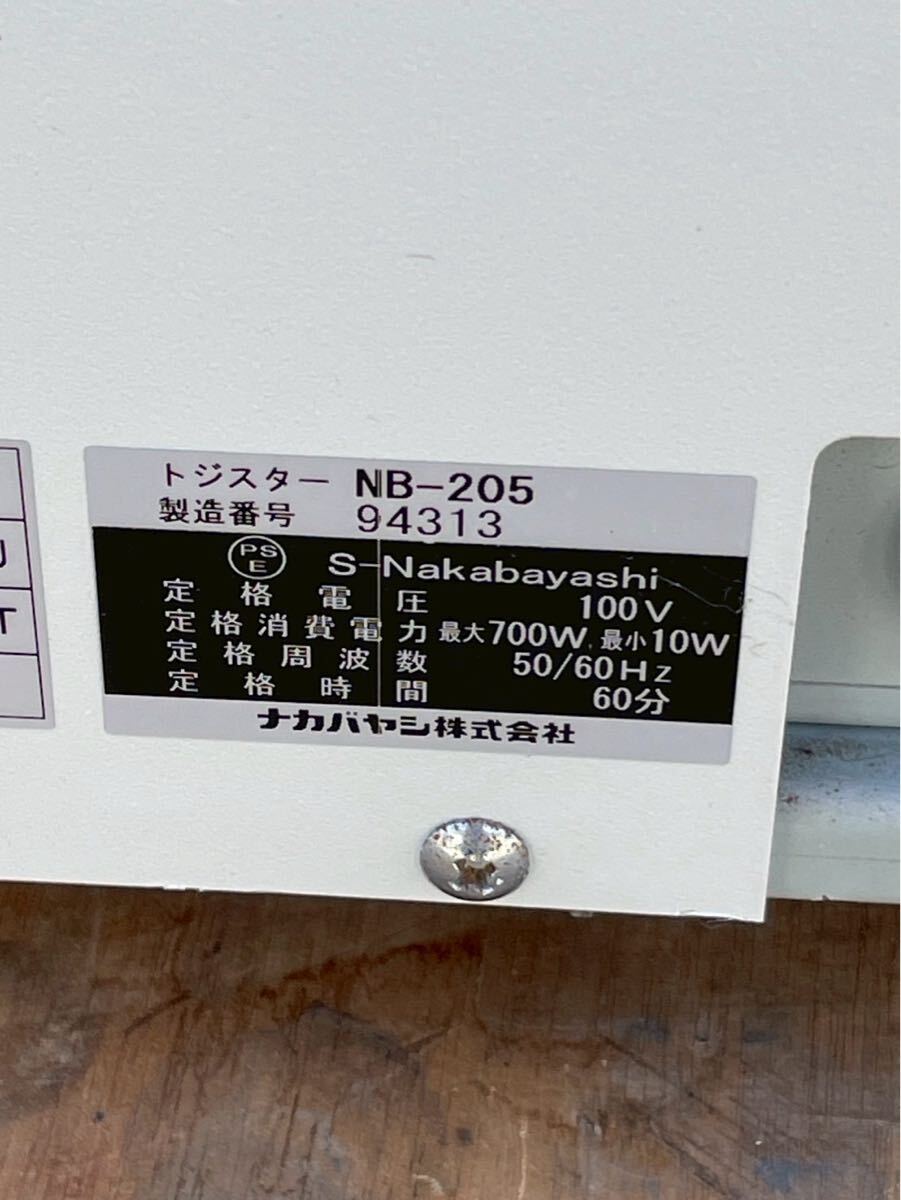 トジスター NB-205
製造番号 94313
PS E S-Nakabayashi
定格電圧 100V
定格消費電力 最大700W,最小10W
定格周波数 50/60Hz
定格時間 60分
ナカバヤシ株式会社
J
T